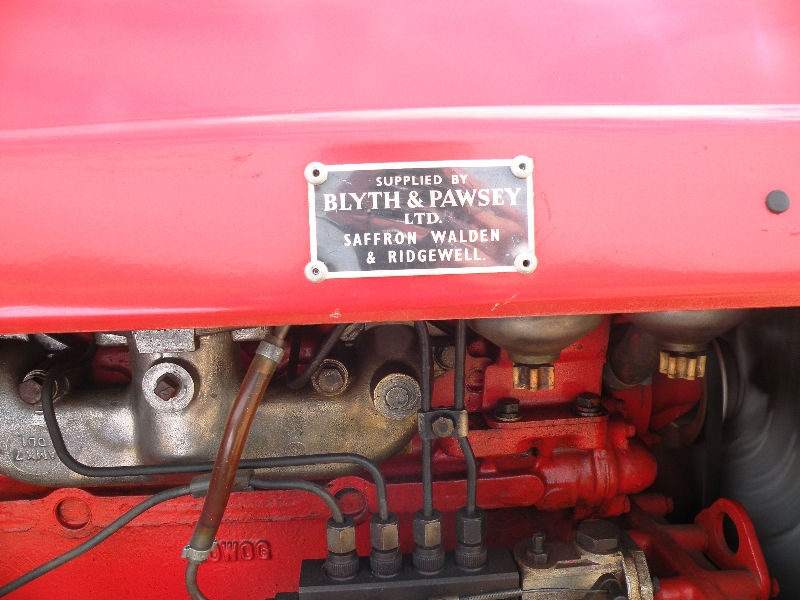 SUPPLIED BY
BLYTH & PAWSEY
LTD.
SAFFRON WALDEN
& RIDGEWELL.